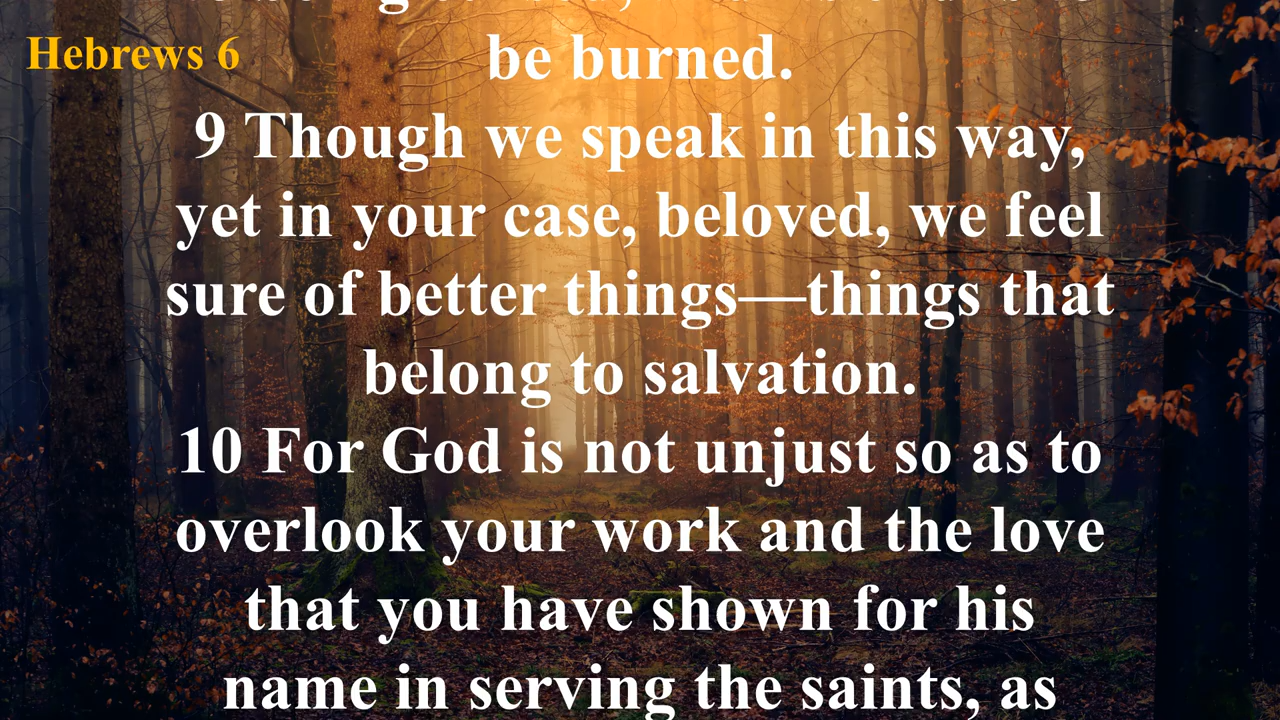 Hebrews 6
be burned.
9 Though we speak in this way,
yet in your case, beloved, we feel
sure of better things—things that
belong to salvation.
10 For God is not unjust so as to
overlook your work and the love
that you have shown for his
name in serving the saints, as